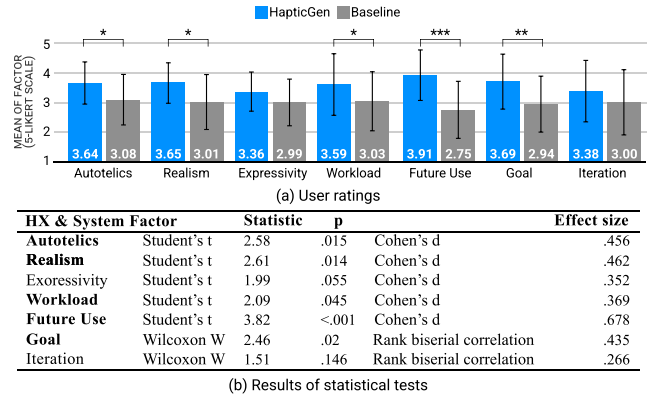 HapticGen Baseline
MEAN OF FACTOR
(5-LIKERT SCALE)
5
4
3
2
1
* * * *** **
3.64 3.08 3.65 3.01 3.36 2.99 3.59 3.03 3.91 2.75 3.69 2.94 3.38 3.00
Autotelics Realism Expressivity Workload Future Use Goal Iteration
(a) User ratings
HX & System Factor Statistic p Effect size
Autotelics Student's t 2.58 .015 Cohen's d .456
Realism Student's t 2.61 .014 Cohen's d .462
Exoressivity Student's t 1.99 .055 Cohen's d .352
Workload Student's t 2.09 .045 Cohen's d .369
Future Use Student's t 3.82 <.001 Cohen's d .678
Goal Wilcoxon W 2.46 .02 Rank biserial correlation .435
Iteration Wilcoxon W 1.51 .146 Rank biserial correlation .266
(b) Results of statistical tests